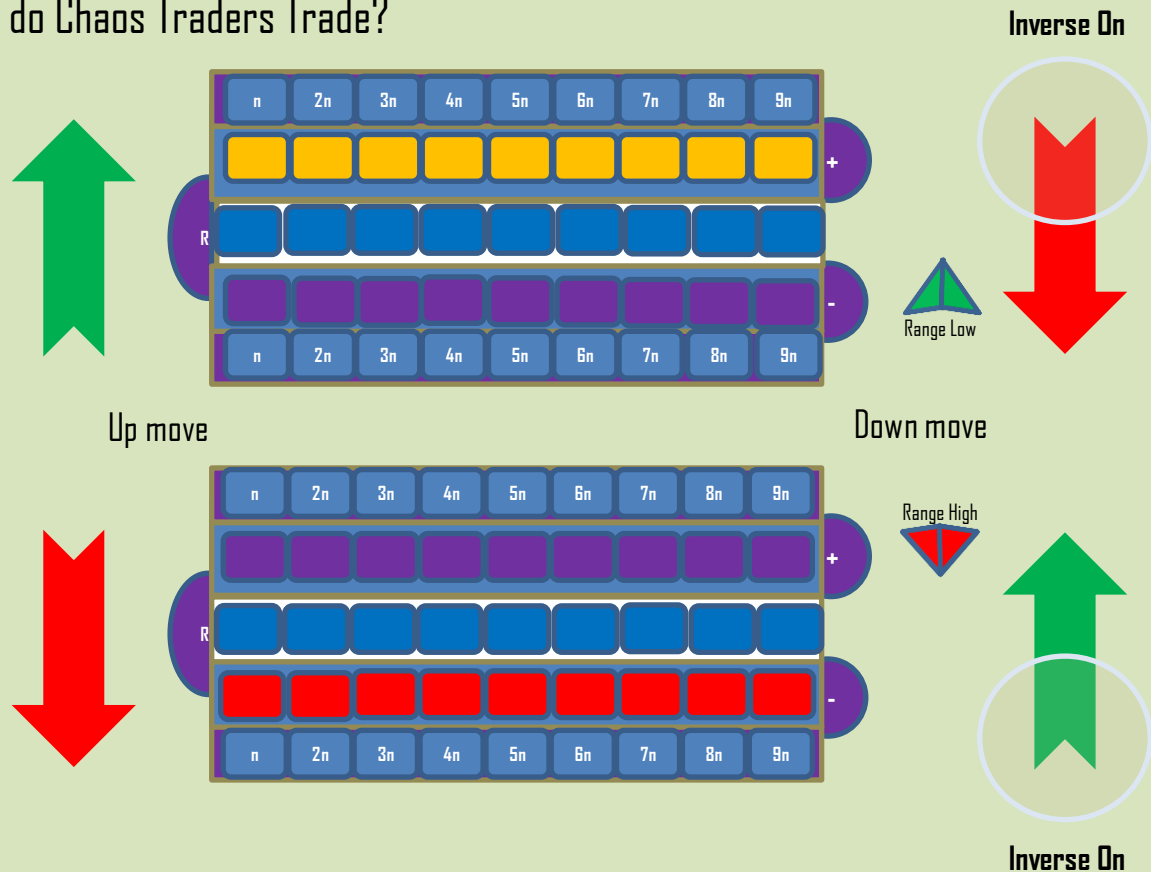 do Chaos Traders Trade?
Inverse On
n 2n 3n 4n 5n 6n 7n 8n 9n
+
R
-
Range Low
n 2n 3n 4n 5n 6n 7n 8n 9n
Up move
Down move
n 2n 3n 4n 5n 6n 7n 8n 9n
Range High
+
R
-
n 2n 3n 4n 5n 6n 7n 8n 9n
Inverse On